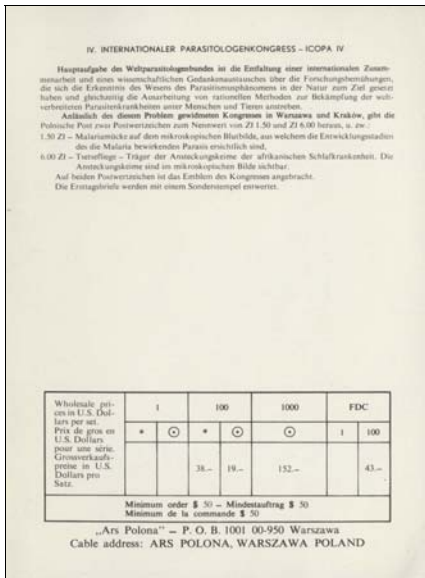 IV. INTERNATIONALER PARASITOLOGENKONGRESS – ICOPA IV
Hauptaufgabe des Weltparasitologenbundes ist die Entfaltung einer internationalen Zusam-
menarbeit und eines wissenschaftlichen Gedankenaustausches über die Forschungsbemühungen,
die sich die Erkenntnis des Wesens des Parasitismusphänomens in der Natur zum Ziel gesetzt
haben und gleichzeitig die Ausarbeitung von rationellen Methoden zur Bekämpfung der welt-
verbreiteten Parasitenkrankheiten unter Menschen und Tieren anstreben.
Anlässlich des diesem Problem gewidmeten Kongresses in Warszawa und Kraków, gibt die
Polnische Post zwei Postwertzeichen zum Nennwert von Zl 1.50 und Zl 6.00 heraus, u. zw.:
1.50 Zl – Malariamücke auf dem mikroskopischen Blutbilde, aus welchem die Entwicklungsstadien
des die Malaria bewirkenden Parasits ersichtlich sind,
6.00 Zl – Tsetsefliege – Träger der Ansteckungskeime der afrikanischen Schlafkrankenheit. Die
Ansteckungskeime sind im mikroskopischen Bilde sichtbar.
Auf beiden Postwertzeichen ist das Emblem des Kongresses angebracht.
Die Ersttagsbriefe werden mit einem Sonderstempel entwertet.
Wholesale pri-
ces in U.S. Dol-
lars per set.
Prix de gros en
U.S. Dollars
pour une série.
Grossverkaufs-
preise in U.S.
Dollars pro
Satz.
1 100 1000 FDC
* ⊙ * ⊙ ⊙ 1 100
38.– 19.– 152.– 43.–
Minimum order $ 50 – Mindestauftrag $ 50
Minimum de la commande $ 50
„Ars Polona" – P. O. B. 1001 00-950 Warszawa
Cable address: ARS POLONA, WARSZAWA POLAND